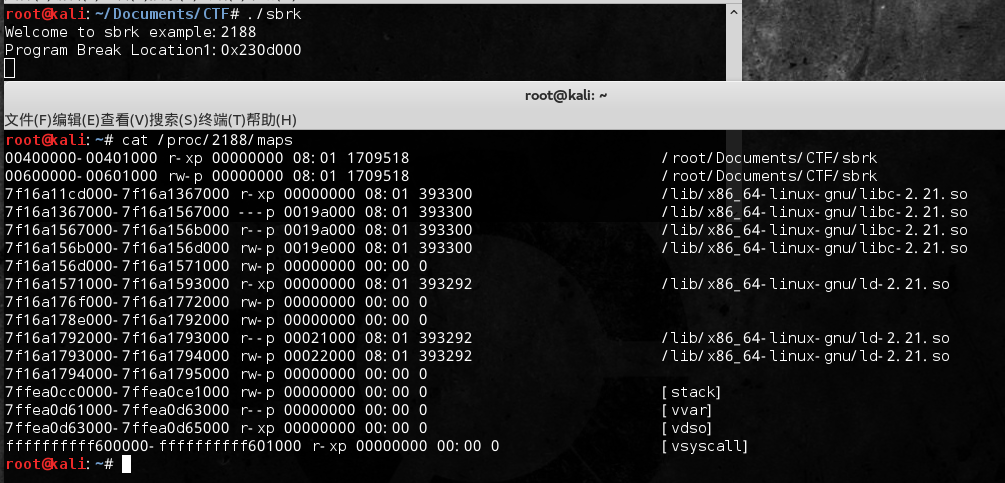 root@kali:~/Documents/CTF# ./sbrk
Welcome to sbrk example:2188
Program Break Location1:0x230d000
root@kali: ~
文件(F)编辑(E)查看(V)搜索(S)终端(T)帮助(H)
root@kali:~# cat /proc/2188/maps
00400000-00401000 r-xp 00000000 08:01 1709518 /root/Documents/CTF/sbrk
00600000-00601000 rw-p 00000000 08:01 1709518 /root/Documents/CTF/sbrk
7f16a11cd000-7f16a1367000 r-xp 00000000 08:01 393300 /lib/x86_64-linux-gnu/libc-2.21.so
7f16a1367000-7f16a1567000 ---p 0019a000 08:01 393300 /lib/x86_64-linux-gnu/libc-2.21.so
7f16a1567000-7f16a156b000 r--p 0019a000 08:01 393300 /lib/x86_64-linux-gnu/libc-2.21.so
7f16a156b000-7f16a156d000 rw-p 0019e000 08:01 393300 /lib/x86_64-linux-gnu/libc-2.21.so
7f16a156d000-7f16a1571000 rw-p 00000000 00:00 0
7f16a1571000-7f16a1593000 r-xp 00000000 08:01 393292 /lib/x86_64-linux-gnu/ld-2.21.so
7f16a176f000-7f16a1772000 rw-p 00000000 00:00 0
7f16a178e000-7f16a1792000 rw-p 00000000 00:00 0
7f16a1792000-7f16a1793000 r--p 00021000 08:01 393292 /lib/x86_64-linux-gnu/ld-2.21.so
7f16a1793000-7f16a1794000 rw-p 00022000 08:01 393292 /lib/x86_64-linux-gnu/ld-2.21.so
7f16a1794000-7f16a1795000 rw-p 00000000 00:00 0
7ffea0cc0000-7ffea0ce1000 rw-p 00000000 00:00 0 [stack]
7ffea0d61000-7ffea0d63000 r--p 00000000 00:00 0 [vvar]
7ffea0d63000-7ffea0d65000 r-xp 00000000 00:00 0 [vdso]
ffffffffff600000-ffffffffff601000 r-xp 00000000 00:00 0 [vsyscall]
root@kali:~#